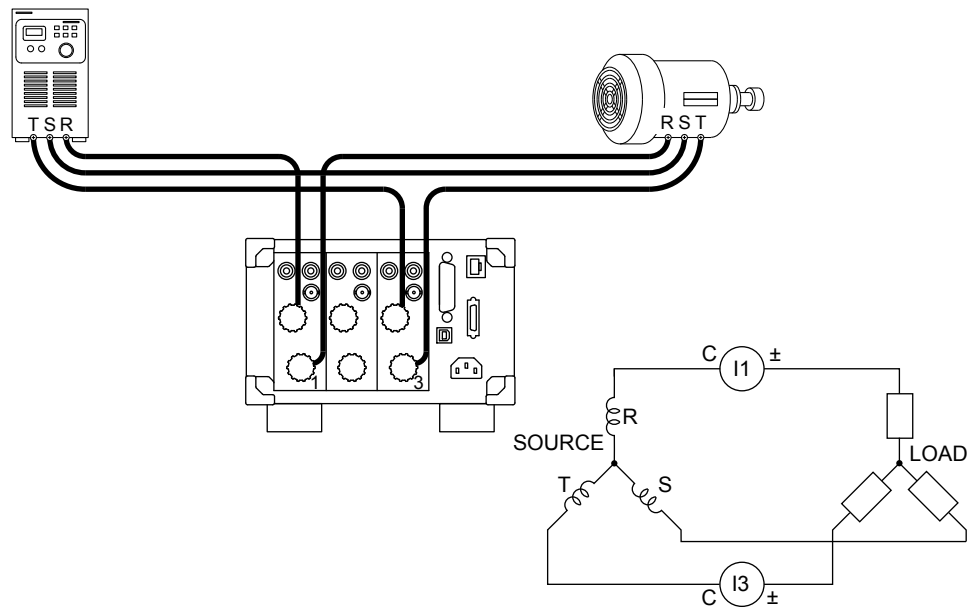 T S R
R S T
1
3
C I1 ±
R
SOURCE
LOAD
T S
C I3 ±